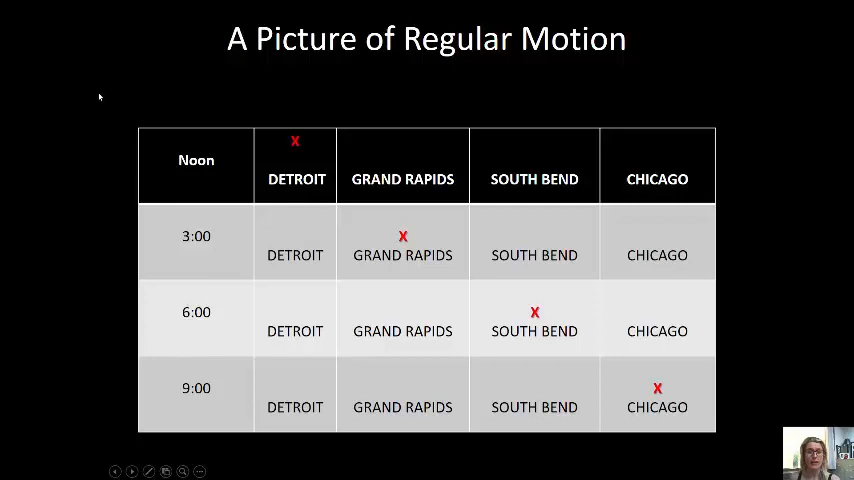 A Picture of Regular Motion
Noon
X
DETROIT
GRAND RAPIDS
SOUTH BEND
CHICAGO
3:00
DETROIT
X
GRAND RAPIDS
SOUTH BEND
CHICAGO
6:00
DETROIT
GRAND RAPIDS
X
SOUTH BEND
CHICAGO
9:00
DETROIT
GRAND RAPIDS
SOUTH BEND
X
CHICAGO